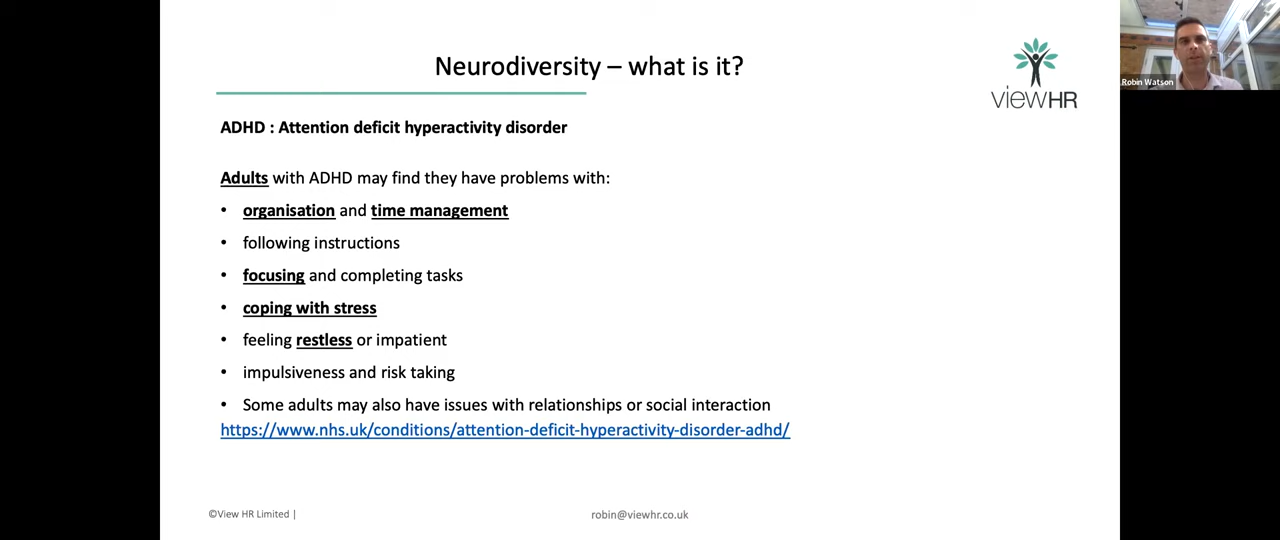 Neurodiversity – what is it?
viewHR
Robin Watson
ADHD : Attention deficit hyperactivity disorder
Adults with ADHD may find they have problems with:
• organisation and time management
• following instructions
• focusing and completing tasks
• coping with stress
• feeling restless or impatient
• impulsiveness and risk taking
• Some adults may also have issues with relationships or social interaction
https://www.nhs.uk/conditions/attention-deficit-hyperactivity-disorder-adhd/
©View HR Limited |
robin@viewhr.co.uk